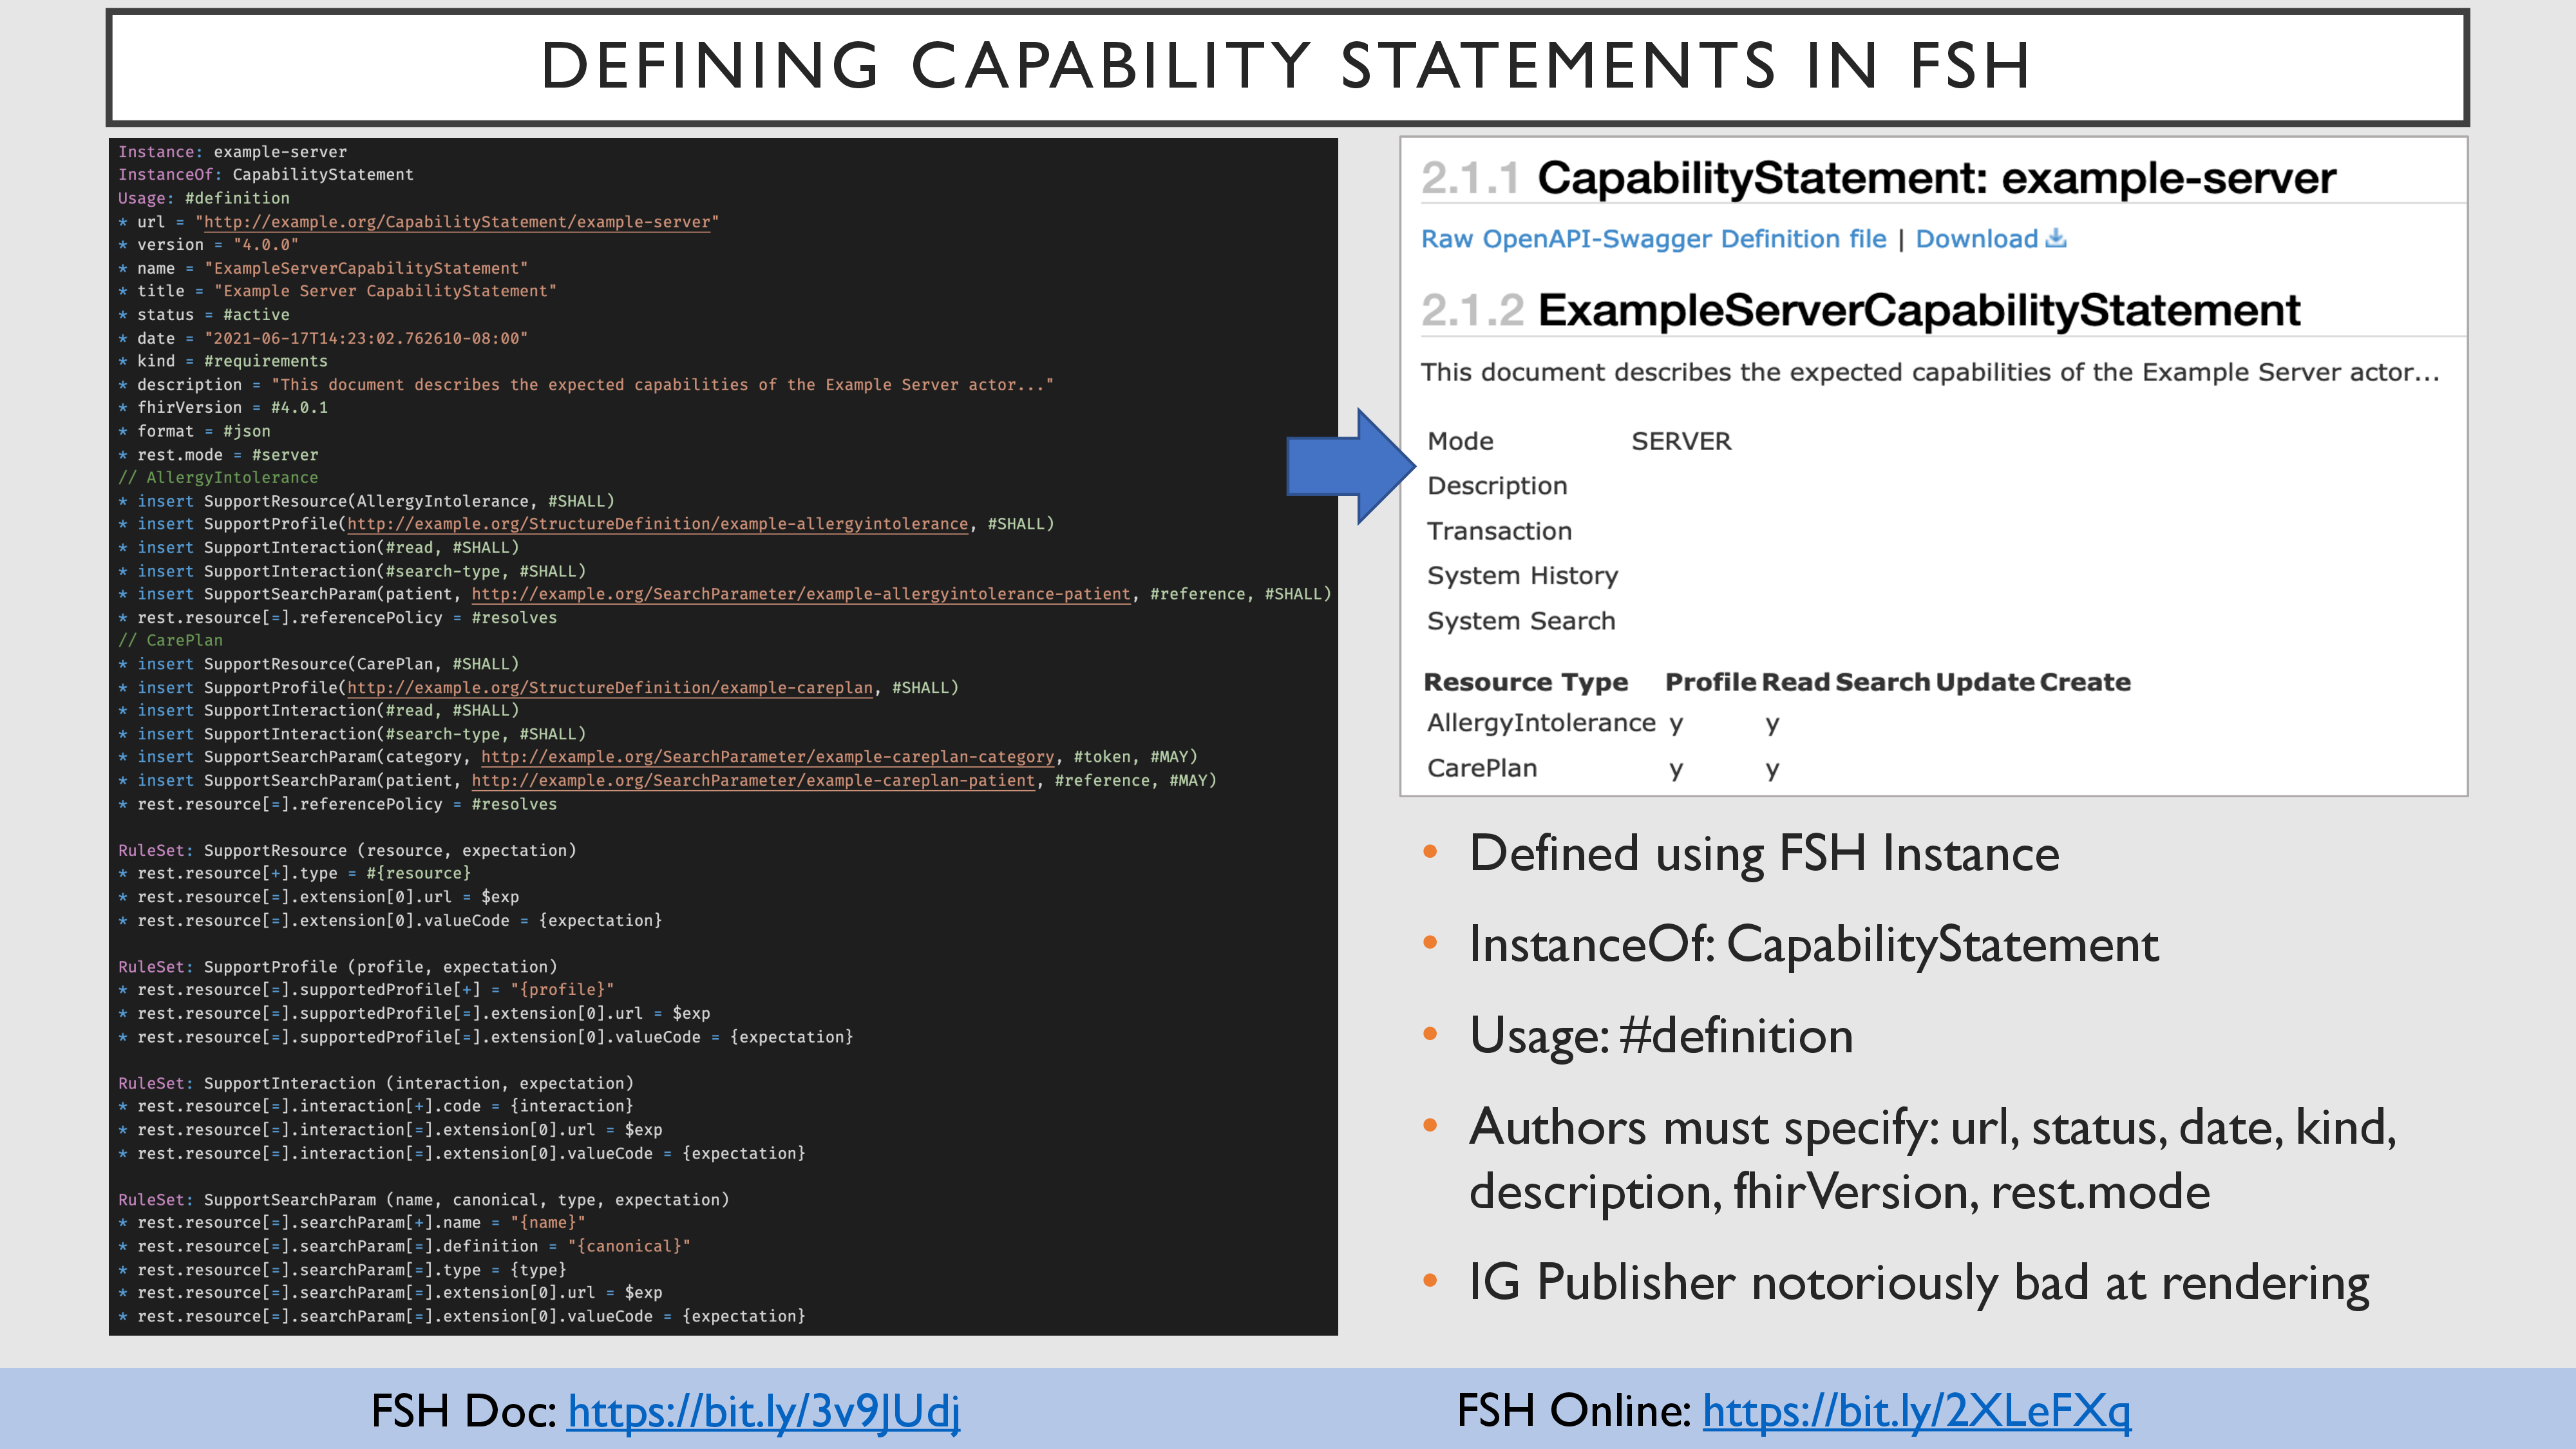 DEFINING CAPABILITY STATEMENTS IN FSH
Instance: example-server
InstanceOf: CapabilityStatement
Usage: #definition
* url = "http://example.org/CapabilityStatement/example-server"
* version = "4.0.0"
* name = "ExampleServerCapabilityStatement"
* title = "Example Server CapabilityStatement"
* status = #active
* date = "2021-06-17T14:23:02.762610-08:00"
* kind = #requirements
* description = "This document describes the expected capabilities of the Example Server actor..."
* fhirVersion = #4.0.1
* format = #json
* rest.mode = #server
// AllergyIntolerance
* insert SupportResource(AllergyIntolerance, #SHALL)
* insert SupportProfile(http://example.org/StructureDefinition/example-allergyintolerance, #SHALL)
* insert SupportInteraction(#read, #SHALL)
* insert SupportInteraction(#search-type, #SHALL)
* insert SupportSearchParam(patient, http://example.org/SearchParameter/example-allergyintolerance-patient, #reference, #SHALL)
* rest.resource[=].referencePolicy = #resolves
// CarePlan
* insert SupportResource(CarePlan, #SHALL)
* insert SupportProfile(http://example.org/StructureDefinition/example-careplan, #SHALL)
* insert SupportInteraction(#read, #SHALL)
* insert SupportInteraction(#search-type, #SHALL)
* insert SupportSearchParam(category, http://example.org/SearchParameter/example-careplan-category, #token, #MAY)
* insert SupportSearchParam(patient, http://example.org/SearchParameter/example-careplan-patient, #reference, #MAY)
* rest.resource[=].referencePolicy = #resolves
RuleSet: SupportResource (resource, expectation)
* rest.resource[+].type = #{resource}
* rest.resource[=].extension[0].url = $exp
* rest.resource[=].extension[0].valueCode = {expectation}
RuleSet: SupportProfile (profile, expectation)
* rest.resource[=].supportedProfile[+] = "{profile}"
* rest.resource[=].supportedProfile[=].extension[0].url = $exp
* rest.resource[=].supportedProfile[=].extension[0].valueCode = {expectation}
RuleSet: SupportInteraction (interaction, expectation)
* rest.resource[=].interaction[+].code = {interaction}
* rest.resource[=].interaction[=].extension[0].url = $exp
* rest.resource[=].interaction[=].extension[0].valueCode = {expectation}
RuleSet: SupportSearchParam (name, canonical, type, expectation)
* rest.resource[=].searchParam[+].name = "{name}"
* rest.resource[=].searchParam[=].definition = "{canonical}"
* rest.resource[=].searchParam[=].type = {type}
* rest.resource[=].searchParam[=].extension[0].url = $exp
* rest.resource[=].searchParam[=].extension[0].valueCode = {expectation}
2.1.1 CapabilityStatement: example-server
Raw OpenAPI-Swagger Definition file | Download
2.1.2 ExampleServerCapabilityStatement
This document describes the expected capabilities of the Example Server actor...
Mode SERVER
Description
Transaction
System History
System Search
Resource Type Profile Read Search Update Create
AllergyIntolerance y y
CarePlan y y
• Defined using FSH Instance
• InstanceOf: CapabilityStatement
• Usage: #definition
• Authors must specify: url, status, date, kind,
description, fhirVersion, rest.mode
• IG Publisher notoriously bad at rendering
FSH Doc: https://bit.ly/3v9JUdj
FSH Online: https://bit.ly/2XLeFXq